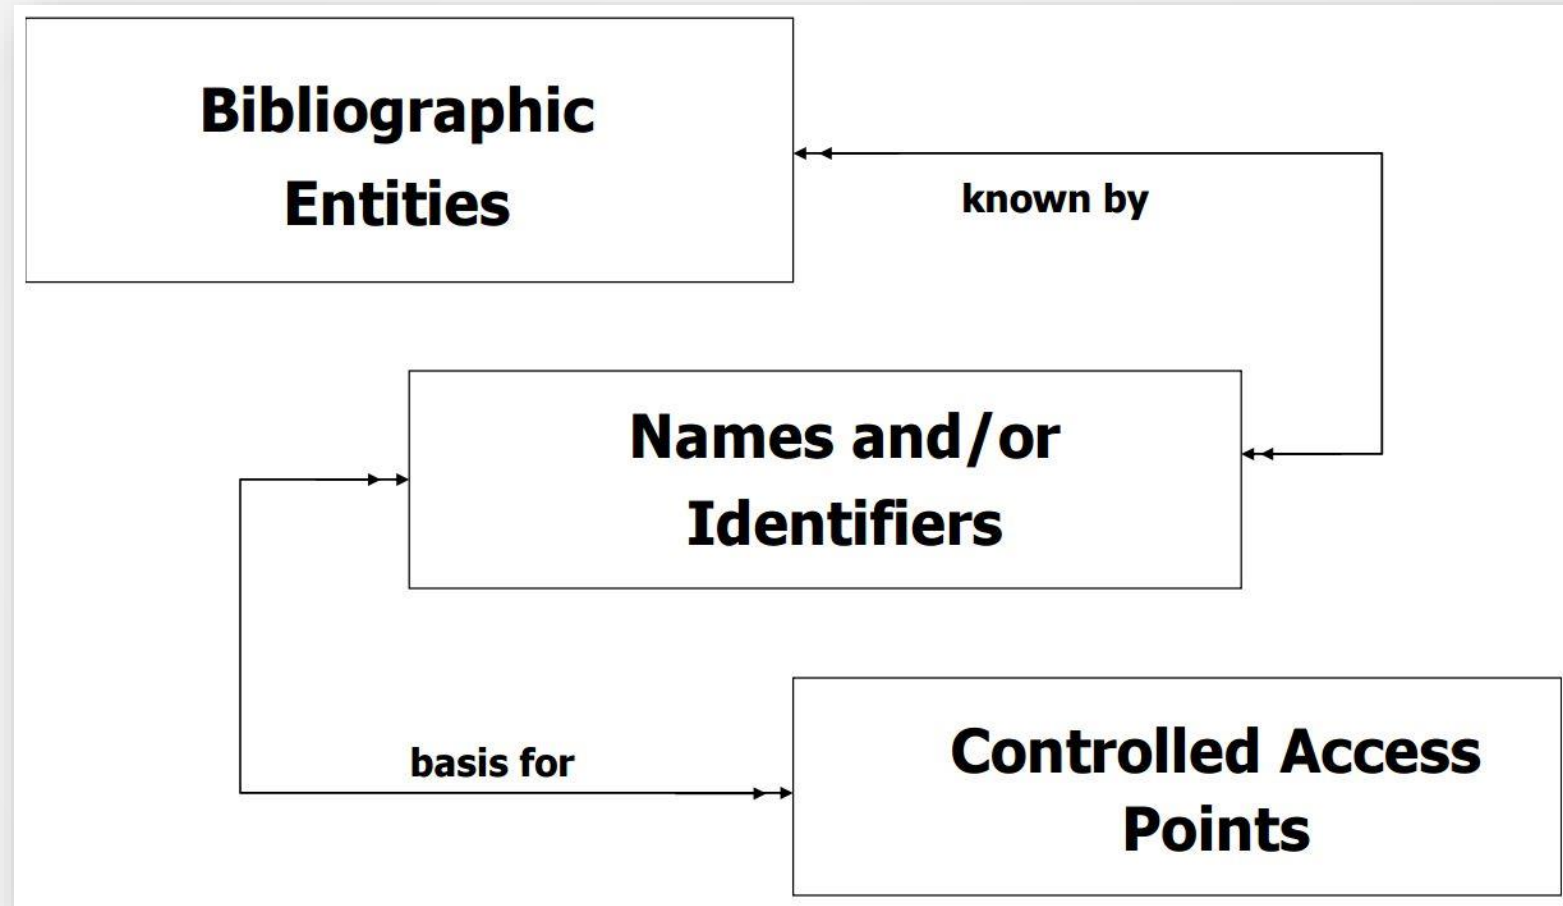 Bibliographic
Entities
known by
Names and/or
Identifiers
basis for
Controlled Access
Points